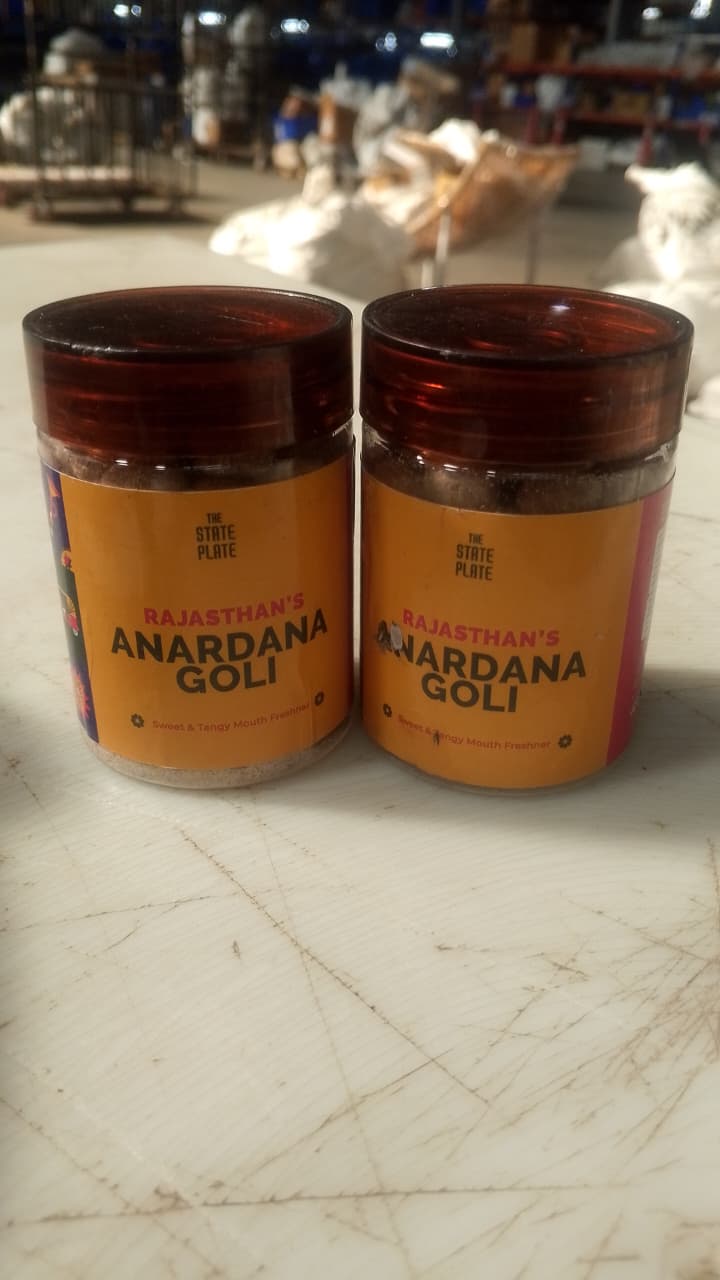 THE
STATE
PLATE
RAJASTHAN'S
ANARDANA
GOLI
Sweet & Tangy Mouth Freshner
THE
STATE
PLATE
RAJASTHAN'S
ANARDANA
GOLI
Sweet & Tangy Mouth Freshner